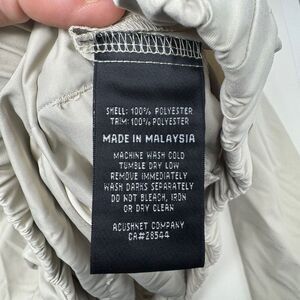 SHELL: 100% POLYESTER
TRIM: 100% POLYESTER
MADE IN MALAYSIA
MACHINE WASH COLD
TUMBLE DRY LOW
REMOVE IMMEDIATELY
WASH DARKS SEPARATELY
DO NOT BLEACH, IRON
OR DRY CLEAN
ACUSHNET COMPANY
CA#28544